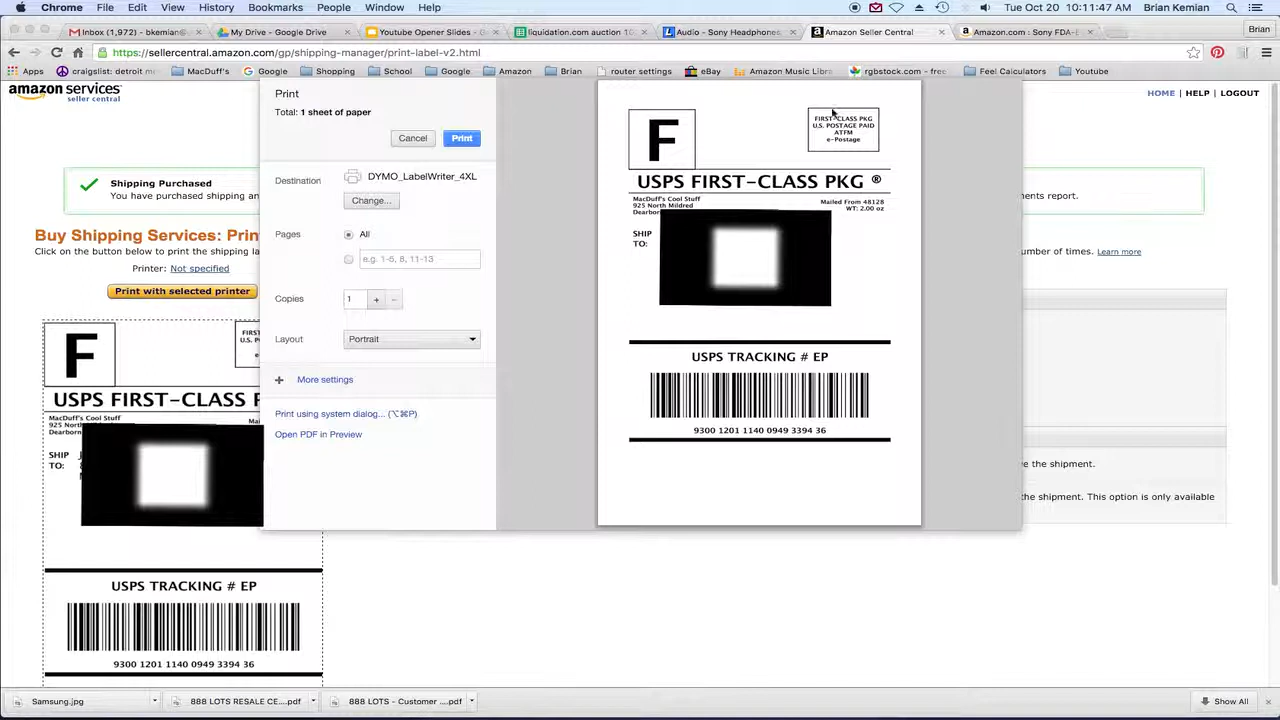 Chrome File Edit View History Bookmarks People Window Help Tue Oct 20 10:11:47 AM Brian Kemian
Inbox (1,972) - bkemian My Drive - Google Drive Youtube Opener Slides - G liquidation.com auction 10 Audio - Sony Headphones Amazon Seller Central Amazon.com : Sony FDA- Brian
https://sellercentral.amazon.com/gp/shipping-manager/print-label-v2.html
Apps craigslist: detroit m MacDuff's Google Shopping School Google Amazon Brian router settings eBay Amazon Music Libra rgbstock.com - free Feel Calculators Youtube
amazon services
seller central
HOME | HELP | LOGOUT
Shipping Purchased
You have purchased shipping an
ments report.
Buy Shipping Services: Prin
Click on the button below to print the shipping la
umber of times. Learn more
Printer: Not specified
Print with selected printer
F
FIRS
U.S. P
e
USPS FIRST-CLASS P
MacDuff's Cool Stuff
925 North
Dearborn
Mai
SHIP
TO:
USPS TRACKING # EP
9300 1201 1140 0949 3394 36
Print
Total: 1 sheet of paper
Cancel Print
Destination DYMO_LabelWriter_4XL
Change...
Pages All
e.g. 1-5, 8, 11-13
Copies 1 + -
Layout Portrait
+ More settings
Print using system dialog... (⌥⌘P)
Open PDF in Preview
F
FIRST-CLASS PKG
U.S. POSTAGE PAID
ATFM
e-Postage
USPS FIRST-CLASS PKG ®
MacDuff's Cool Stuff
925 North Mildred
Dearbor
Mailed From 48128
WT: 2.00 oz
SHIP
TO:
USPS TRACKING # EP
9300 1201 1140 0949 3394 36
ve the shipment.
the shipment. This option is only available
Samsung.jpg 888 LOTS RESALE CE....pdf 888 LOTS - Customer ....pdf Show All